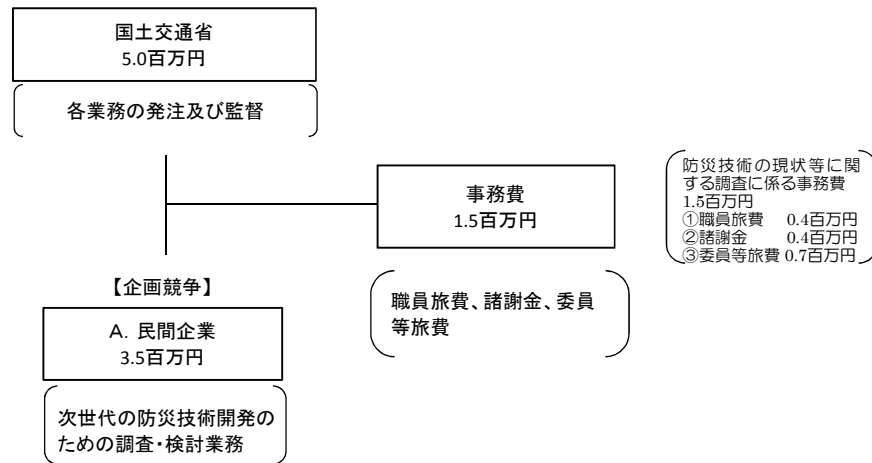 国土交通省
5.0百万円
各業務の発注及び監督
事務費
1.5百万円
防災技術の現状等に関
する調査に係る事務費
1.5百万円
①職員旅費 0.4百万円
②諸謝金 0.4百万円
③委員等旅費 0.7百万円
職員旅費、諸謝金、委員
等旅費
【企画競争】
A. 民間企業
3.5百万円
次世代の防災技術開発の
ための調査・検討業務